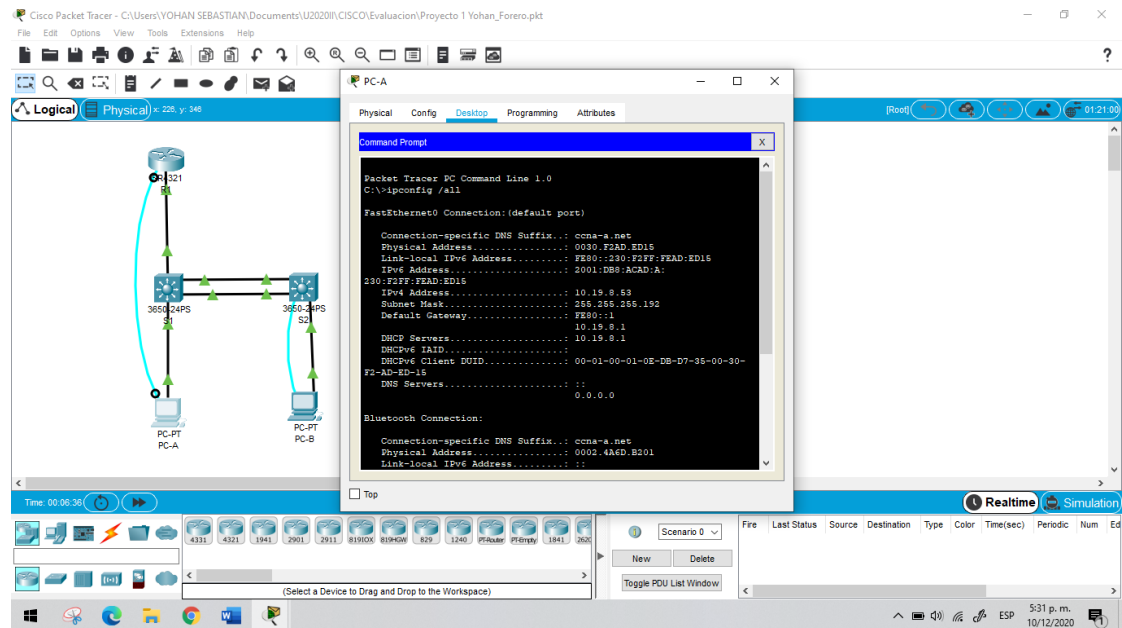 Cisco Packet Tracer - C:\Users\YOHAN SEBASTIAN\Documents\U2020II\CISCO\Evaluacion\Proyecto 1 Yohan_Forero.pkt
File Edit Options View Tools Extensions Help
?
Logical Physical x: 226, y: 346
[Root] 01:21:00
PC-A
Physical Config Desktop Programming Attributes
Command Prompt X
Packet Tracer PC Command Line 1.0
C:\>ipconfig /all
FastEthernet0 Connection:(default port)
Connection-specific DNS Suffix..: ccna-a.net
Physical Address................: 0030.F2AD.ED15
Link-local IPv6 Address.........: FE80::230:F2FF:FEAD:ED15
IPv6 Address....................: 2001:DB8:ACAD:A:
230:F2FF:FEAD:ED15
IPv4 Address....................: 10.19.8.53
Subnet Mask.....................: 255.255.255.192
Default Gateway.................: FE80::1
10.19.8.1
DHCP Servers....................: 10.19.8.1
DHCPv6 IAID.....................:
DHCPv6 Client DUID..............: 00-01-00-01-0E-DB-D7-35-00-30-
F2-AD-ED-15
DNS Servers.....................: ::
0.0.0.0
Bluetooth Connection:
Connection-specific DNS Suffix..: ccna-a.net
Physical Address................: 0002.4A6D.B201
Link-local IPv6 Address.........: ::
Top
R1
3650-24PS
S1
3650-24PS
S2
PC-PT
PC-A
PC-PT
PC-B
Time: 00:06:36
Realtime Simulation
4331 4321 1941 2901 2911 819IOX 819HGW 829 1240 PT-Router PT-Empty 1841 2620
(Select a Device to Drag and Drop to the Workspace)
Scenario 0
New Delete
Toggle PDU List Window
Fire Last Status Source Destination Type Color Time(sec) Periodic Num Ed
ESP
5:31 p. m.
10/12/2020